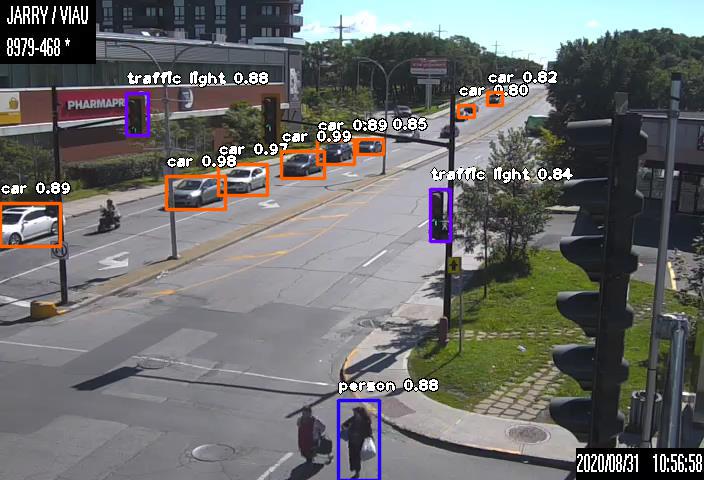 JARRY / VIAU
8979-468 *
traffic light 0.88
car 0.82
car 0.80
PHARMAPR
car 0.99
0.89
0.85
car 0.97
car 0.98
traffic light 0.84
car 0.89
person 0.88
2020/08/31 10:56:58